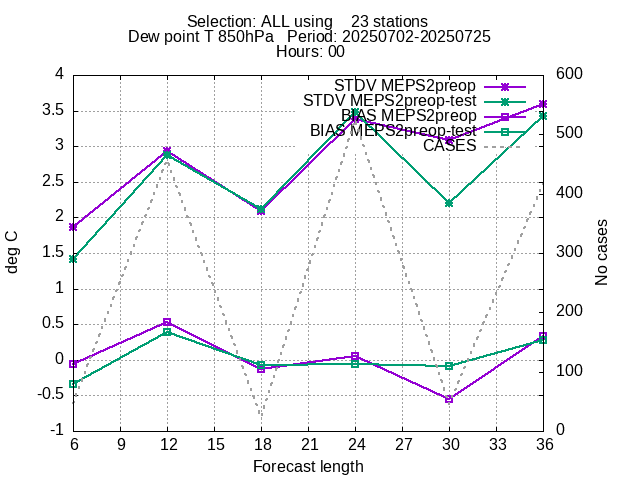 Selection: ALL using    23 stations
Dew point T 850hPa   Period: 20250702-20250725
Hours: 00
STDV MEPS2preop
STDV MEPS2preop-test
BIAS MEPS2preop
BIAS MEPS2preop-test
CASES
4
3.5
3
2.5
2
1.5
1
0.5
0
-0.5
-1
deg C
600
500
400
300
200
100
0
No cases
6 9 12 15 18 21 24 27 30 33 36
Forecast length